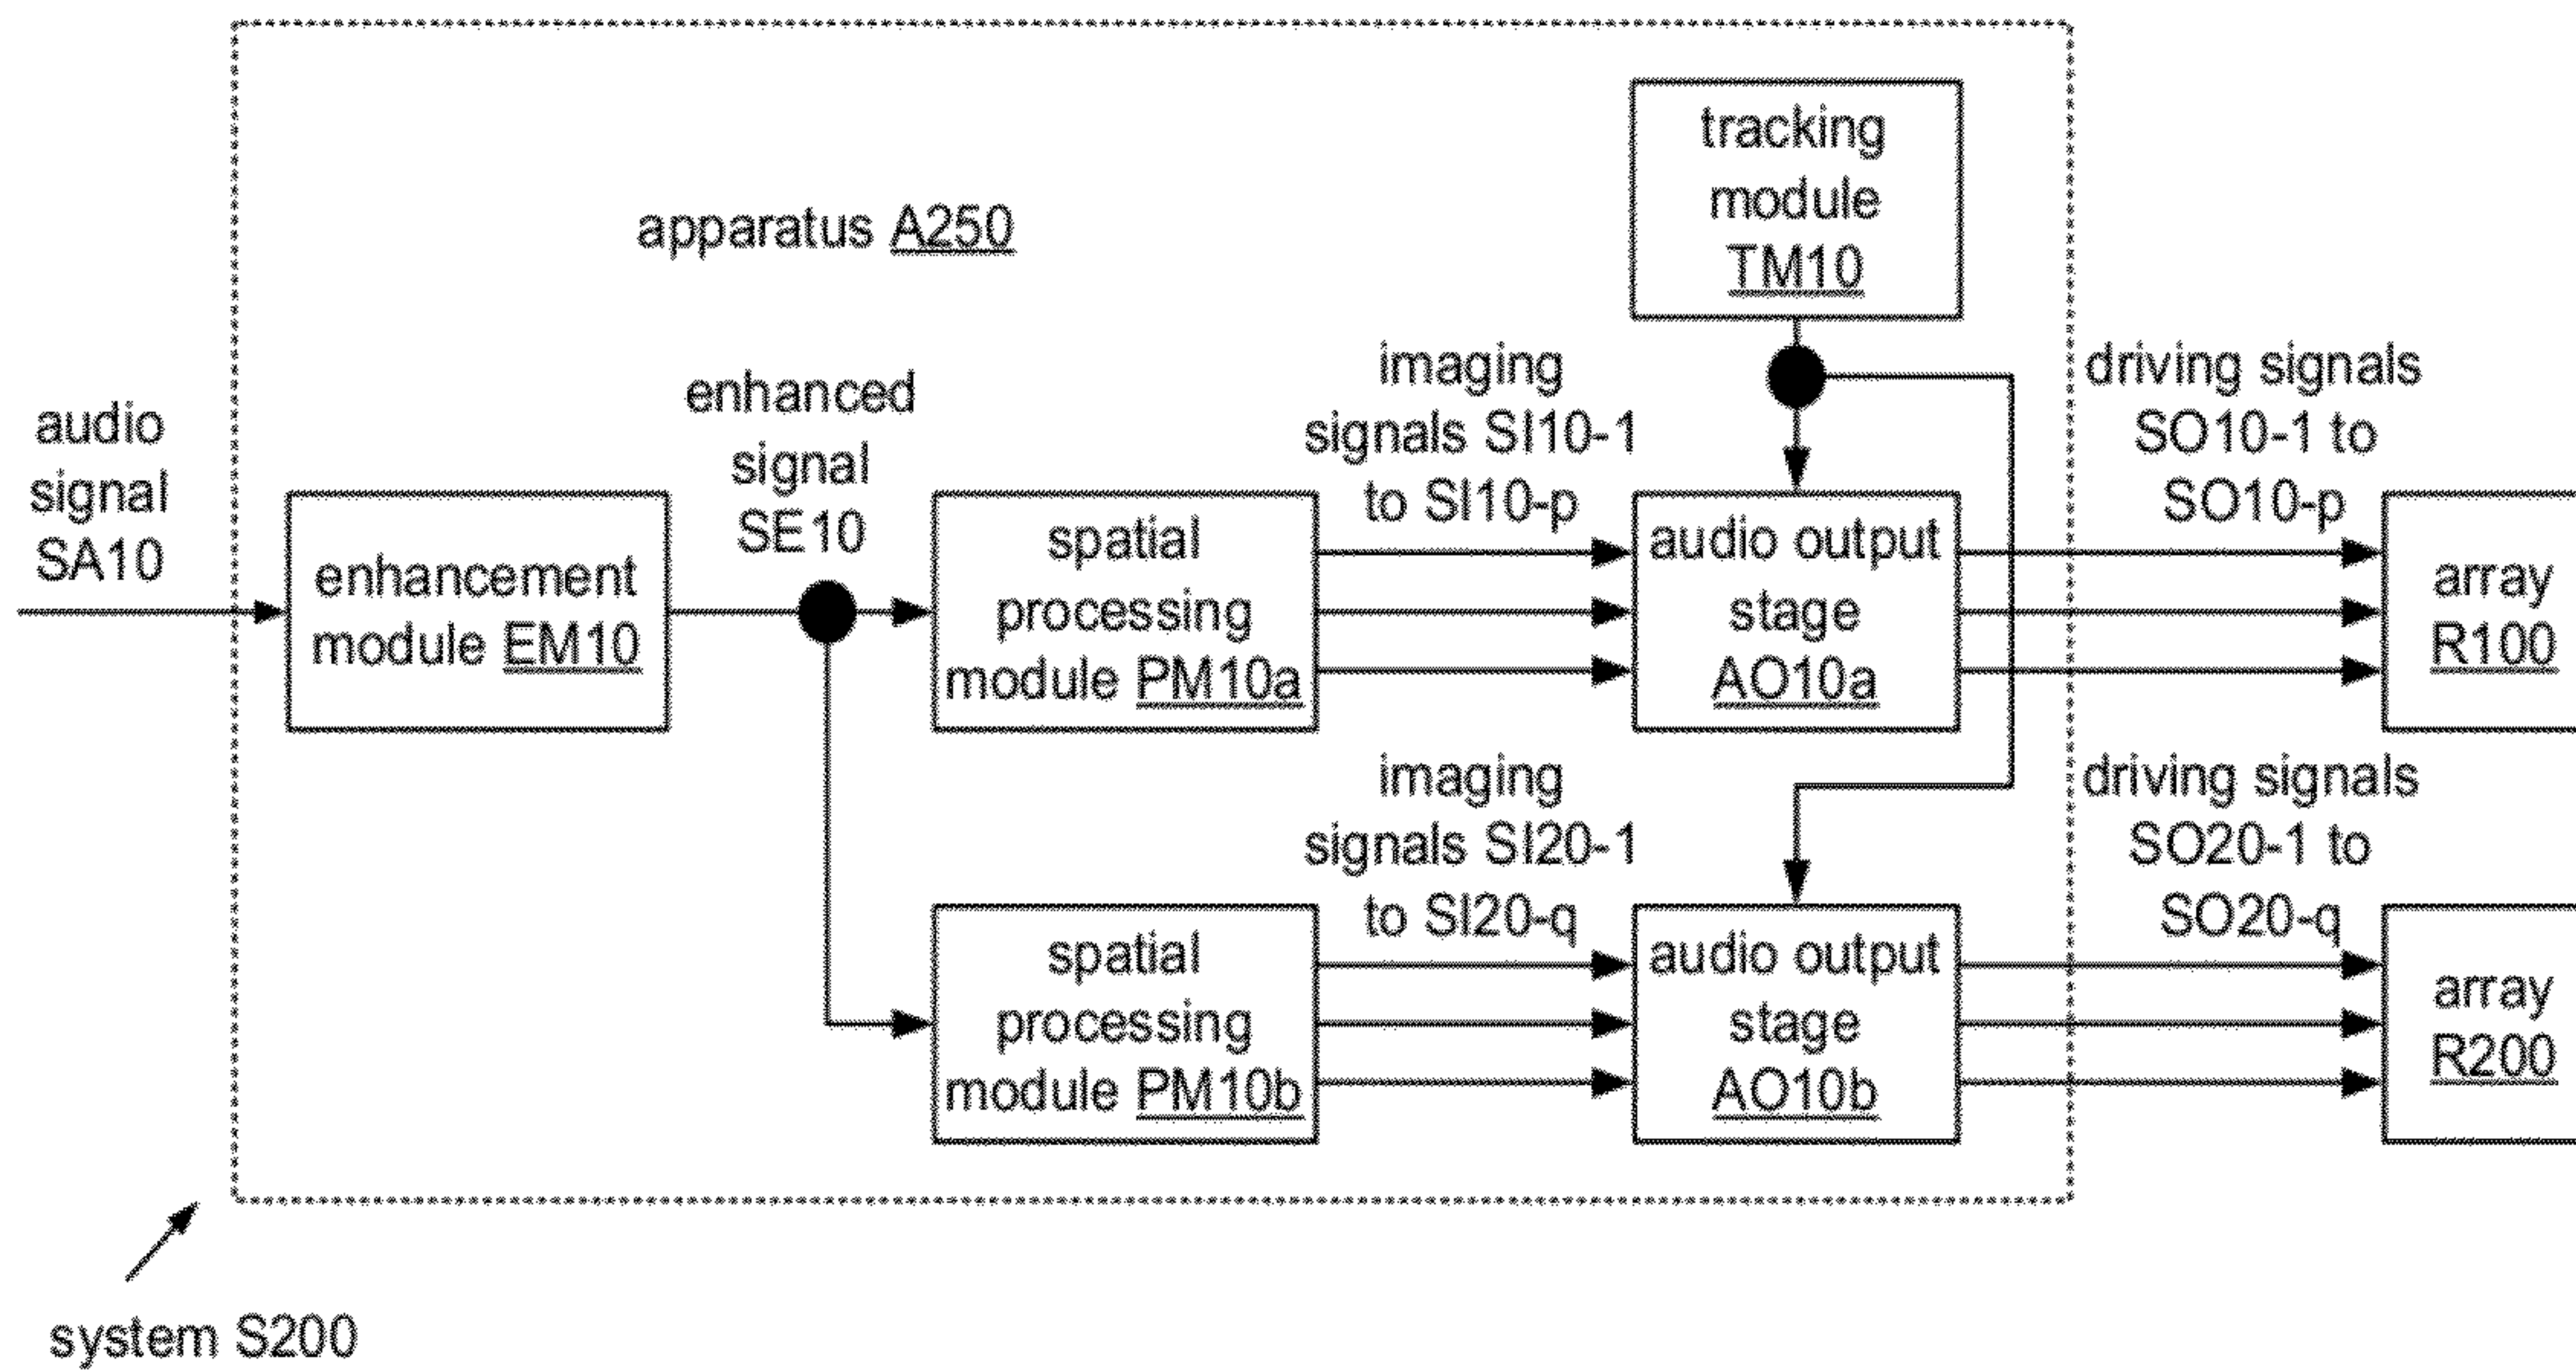 tracking
module
TM10
apparatus A250
audio
signal
SA10
enhancement
module EM10
enhanced
signal
SE10
spatial
processing
module PM10a
imaging
signals SI10-1
to SI10-p
audio output
stage
AO10a
driving signals
SO10-1 to
SO10-p
array
R100
spatial
processing
module PM10b
imaging
signals SI20-1
to SI20-q
audio output
stage
AO10b
driving signals
SO20-1 to
SO20-q
array
R200
system S200